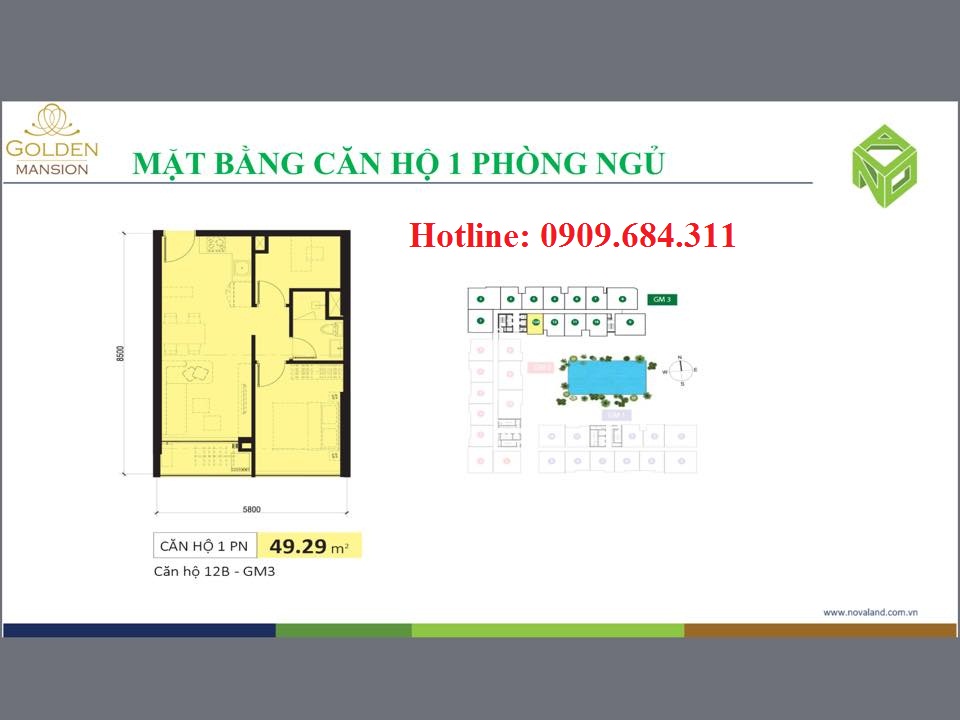 GOLDEN
MANSION
MẶT BẰNG CĂN HỘ 1 PHÒNG NGỦ
Hotline: 0909.684.311
GM 3
8500
N
W E
S
GM 1
5800
CĂN HỘ 1 PN 49.29 m²
Căn hộ 12B - GM3
www.novaland.com.vn